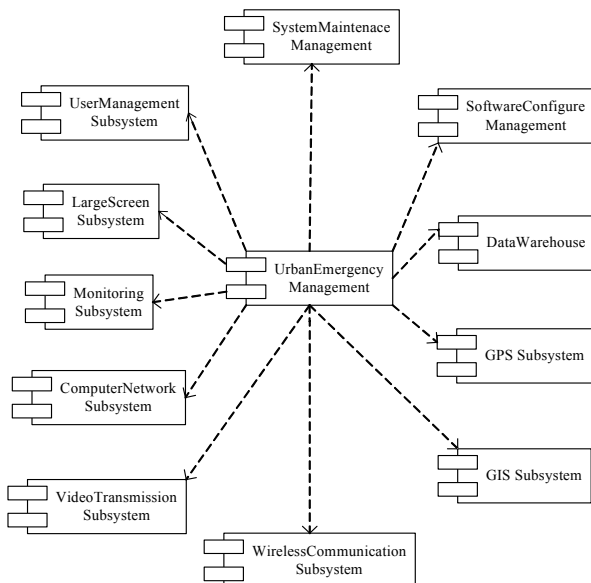 SystemMaintenace
Management
UserManagement
Subsystem
SoftwareConfigure
Management
LargeScreen
Subsystem
DataWarehouse
UrbanEmergency
Management
Monitoring
Subsystem
GPS Subsystem
ComputerNetwork
Subsystem
GIS Subsystem
VideoTransmission
Subsystem
WirelessCommunication
Subsystem